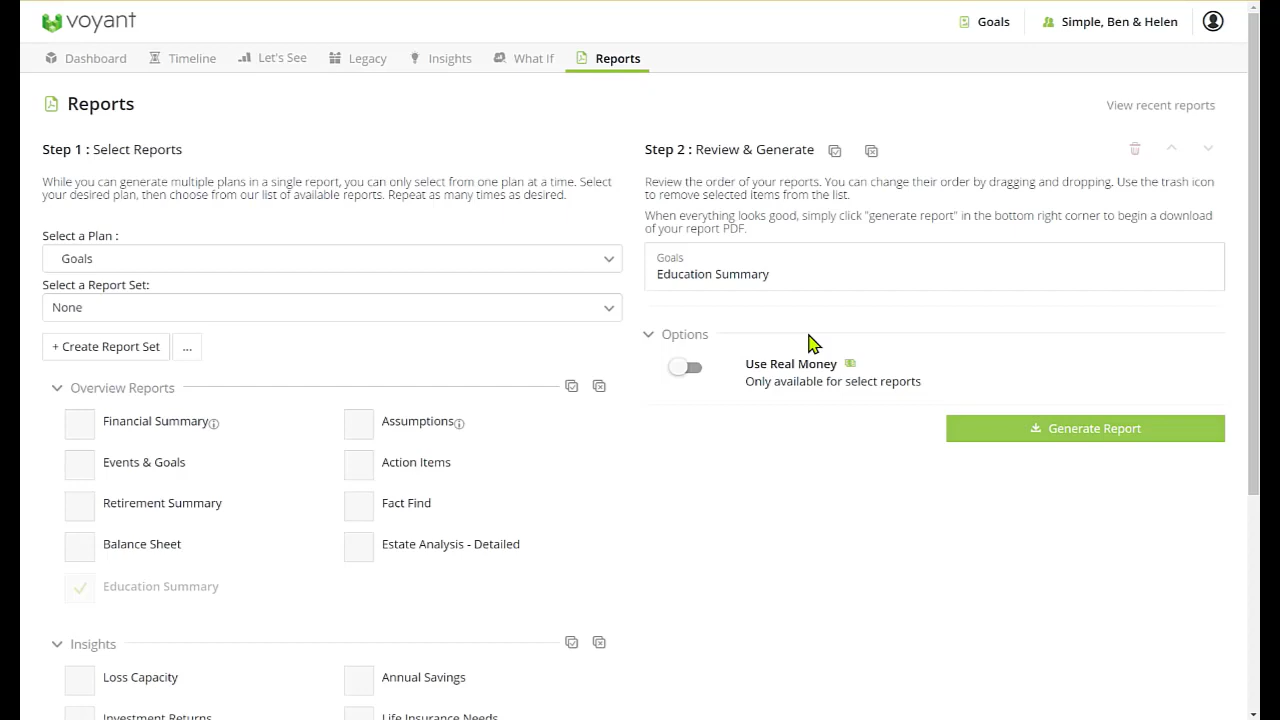 voyant
Goals
Simple, Ben & Helen
Dashboard
Timeline
Let's See
Legacy
Insights
What If
Reports
Reports
View recent reports
Step 1 : Select Reports
While you can generate multiple plans in a single report, you can only select from one plan at a time. Select
your desired plan, then choose from our list of available reports. Repeat as many times as desired.
Select a Plan :
Goals
Select a Report Set:
None
+ Create Report Set
...
Overview Reports
Financial Summary
Assumptions
Events & Goals
Action Items
Retirement Summary
Fact Find
Balance Sheet
Estate Analysis - Detailed
Education Summary
Insights
Loss Capacity
Annual Savings
Investment Returns
Life Insurance Needs
Step 2 : Review & Generate
Review the order of your reports. You can change their order by dragging and dropping. Use the trash icon
to remove selected items from the list.
When everything looks good, simply click "generate report" in the bottom right corner to begin a download
of your report PDF.
Goals
Education Summary
Options
Use Real Money
Only available for select reports
Generate Report